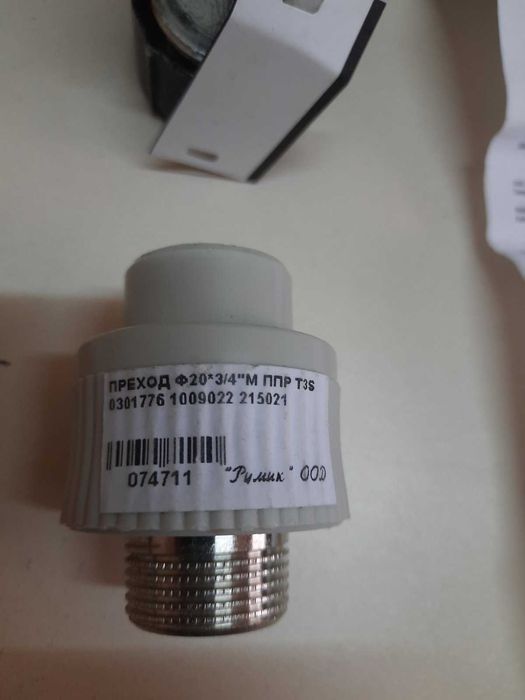 ПРЕХОД Ф20*3/4"М ППР T3S
0301776 1009022 215021
074711 "Румик" ООД